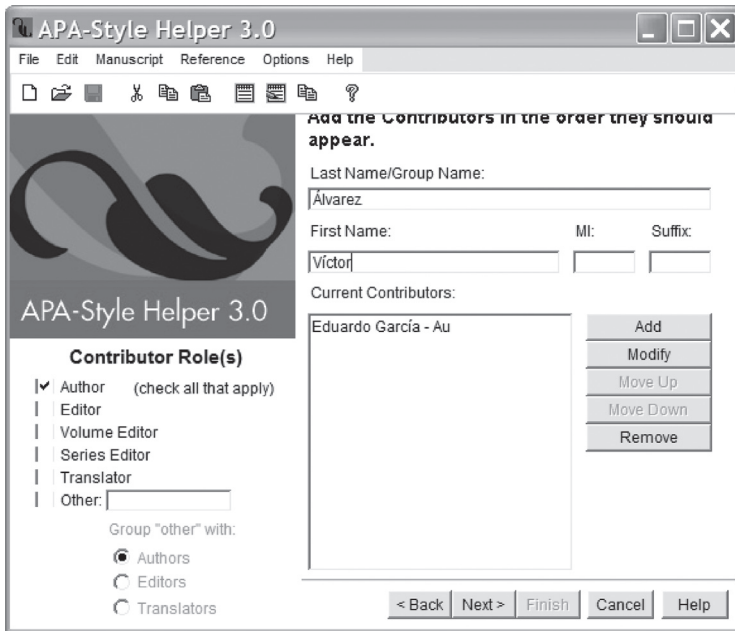 APA-Style Helper 3.0
File Edit Manuscript Reference Options Help
Add the Contributors in the order they should
appear.
Last Name/Group Name:
Álvarez
First Name: MI: Suffix:
Víctor
Current Contributors:
Eduardo García - Au
Add
Modify
Move Up
Move Down
Remove
APA-Style Helper 3.0
Contributor Role(s)
Author (check all that apply)
Editor
Volume Editor
Series Editor
Translator
Other:
Group "other" with:
Authors
Editors
Translators
< Back Next > Finish Cancel Help